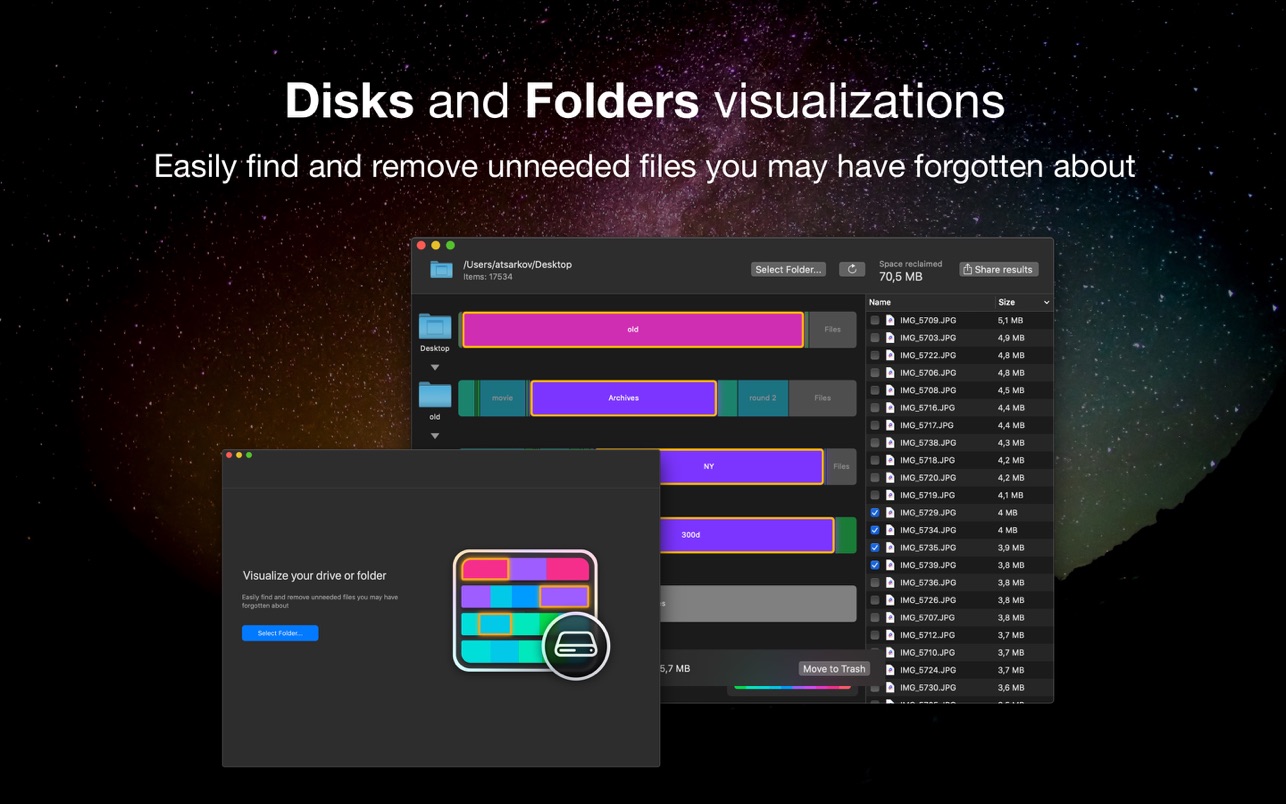 Disks and Folders visualizations
Easily find and remove unneeded files you may have forgotten about
/Users/atsarkov/Desktop
Items: 17534
Select Folder...
Space reclaimed
70,5 MB
Share results
Desktop
old
Files
old
movie
Archives
round 2
Files
NY
Files
300d
5,7 MB
Move to Trash
Name Size
IMG_5709.JPG 5,1 MB
IMG_5703.JPG 4,9 MB
IMG_5722.JPG 4,8 MB
IMG_5706.JPG 4,8 MB
IMG_5708.JPG 4,5 MB
IMG_5716.JPG 4,4 MB
IMG_5717.JPG 4,4 MB
IMG_5738.JPG 4,3 MB
IMG_5718.JPG 4,2 MB
IMG_5720.JPG 4,2 MB
IMG_5719.JPG 4,1 MB
IMG_5729.JPG 4 MB
IMG_5734.JPG 4 MB
IMG_5735.JPG 3,9 MB
IMG_5739.JPG 3,8 MB
IMG_5736.JPG 3,8 MB
IMG_5726.JPG 3,8 MB
IMG_5707.JPG 3,8 MB
IMG_5712.JPG 3,7 MB
IMG_5710.JPG 3,7 MB
IMG_5724.JPG 3,7 MB
IMG_5730.JPG 3,6 MB
Visualize your drive or folder
Easily find and remove unneeded files you may have
forgotten about
Select Folder...